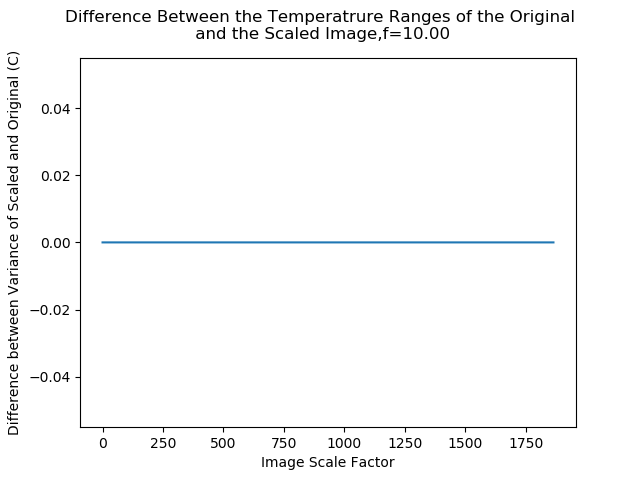 Difference Between the Temperatrure Ranges of the Original
and the Scaled Image,f=10.00
Difference between Variance of Scaled and Original (C)
0.04
0.02
0.00
−0.02
−0.04
0 250 500 750 1000 1250 1500 1750
Image Scale Factor